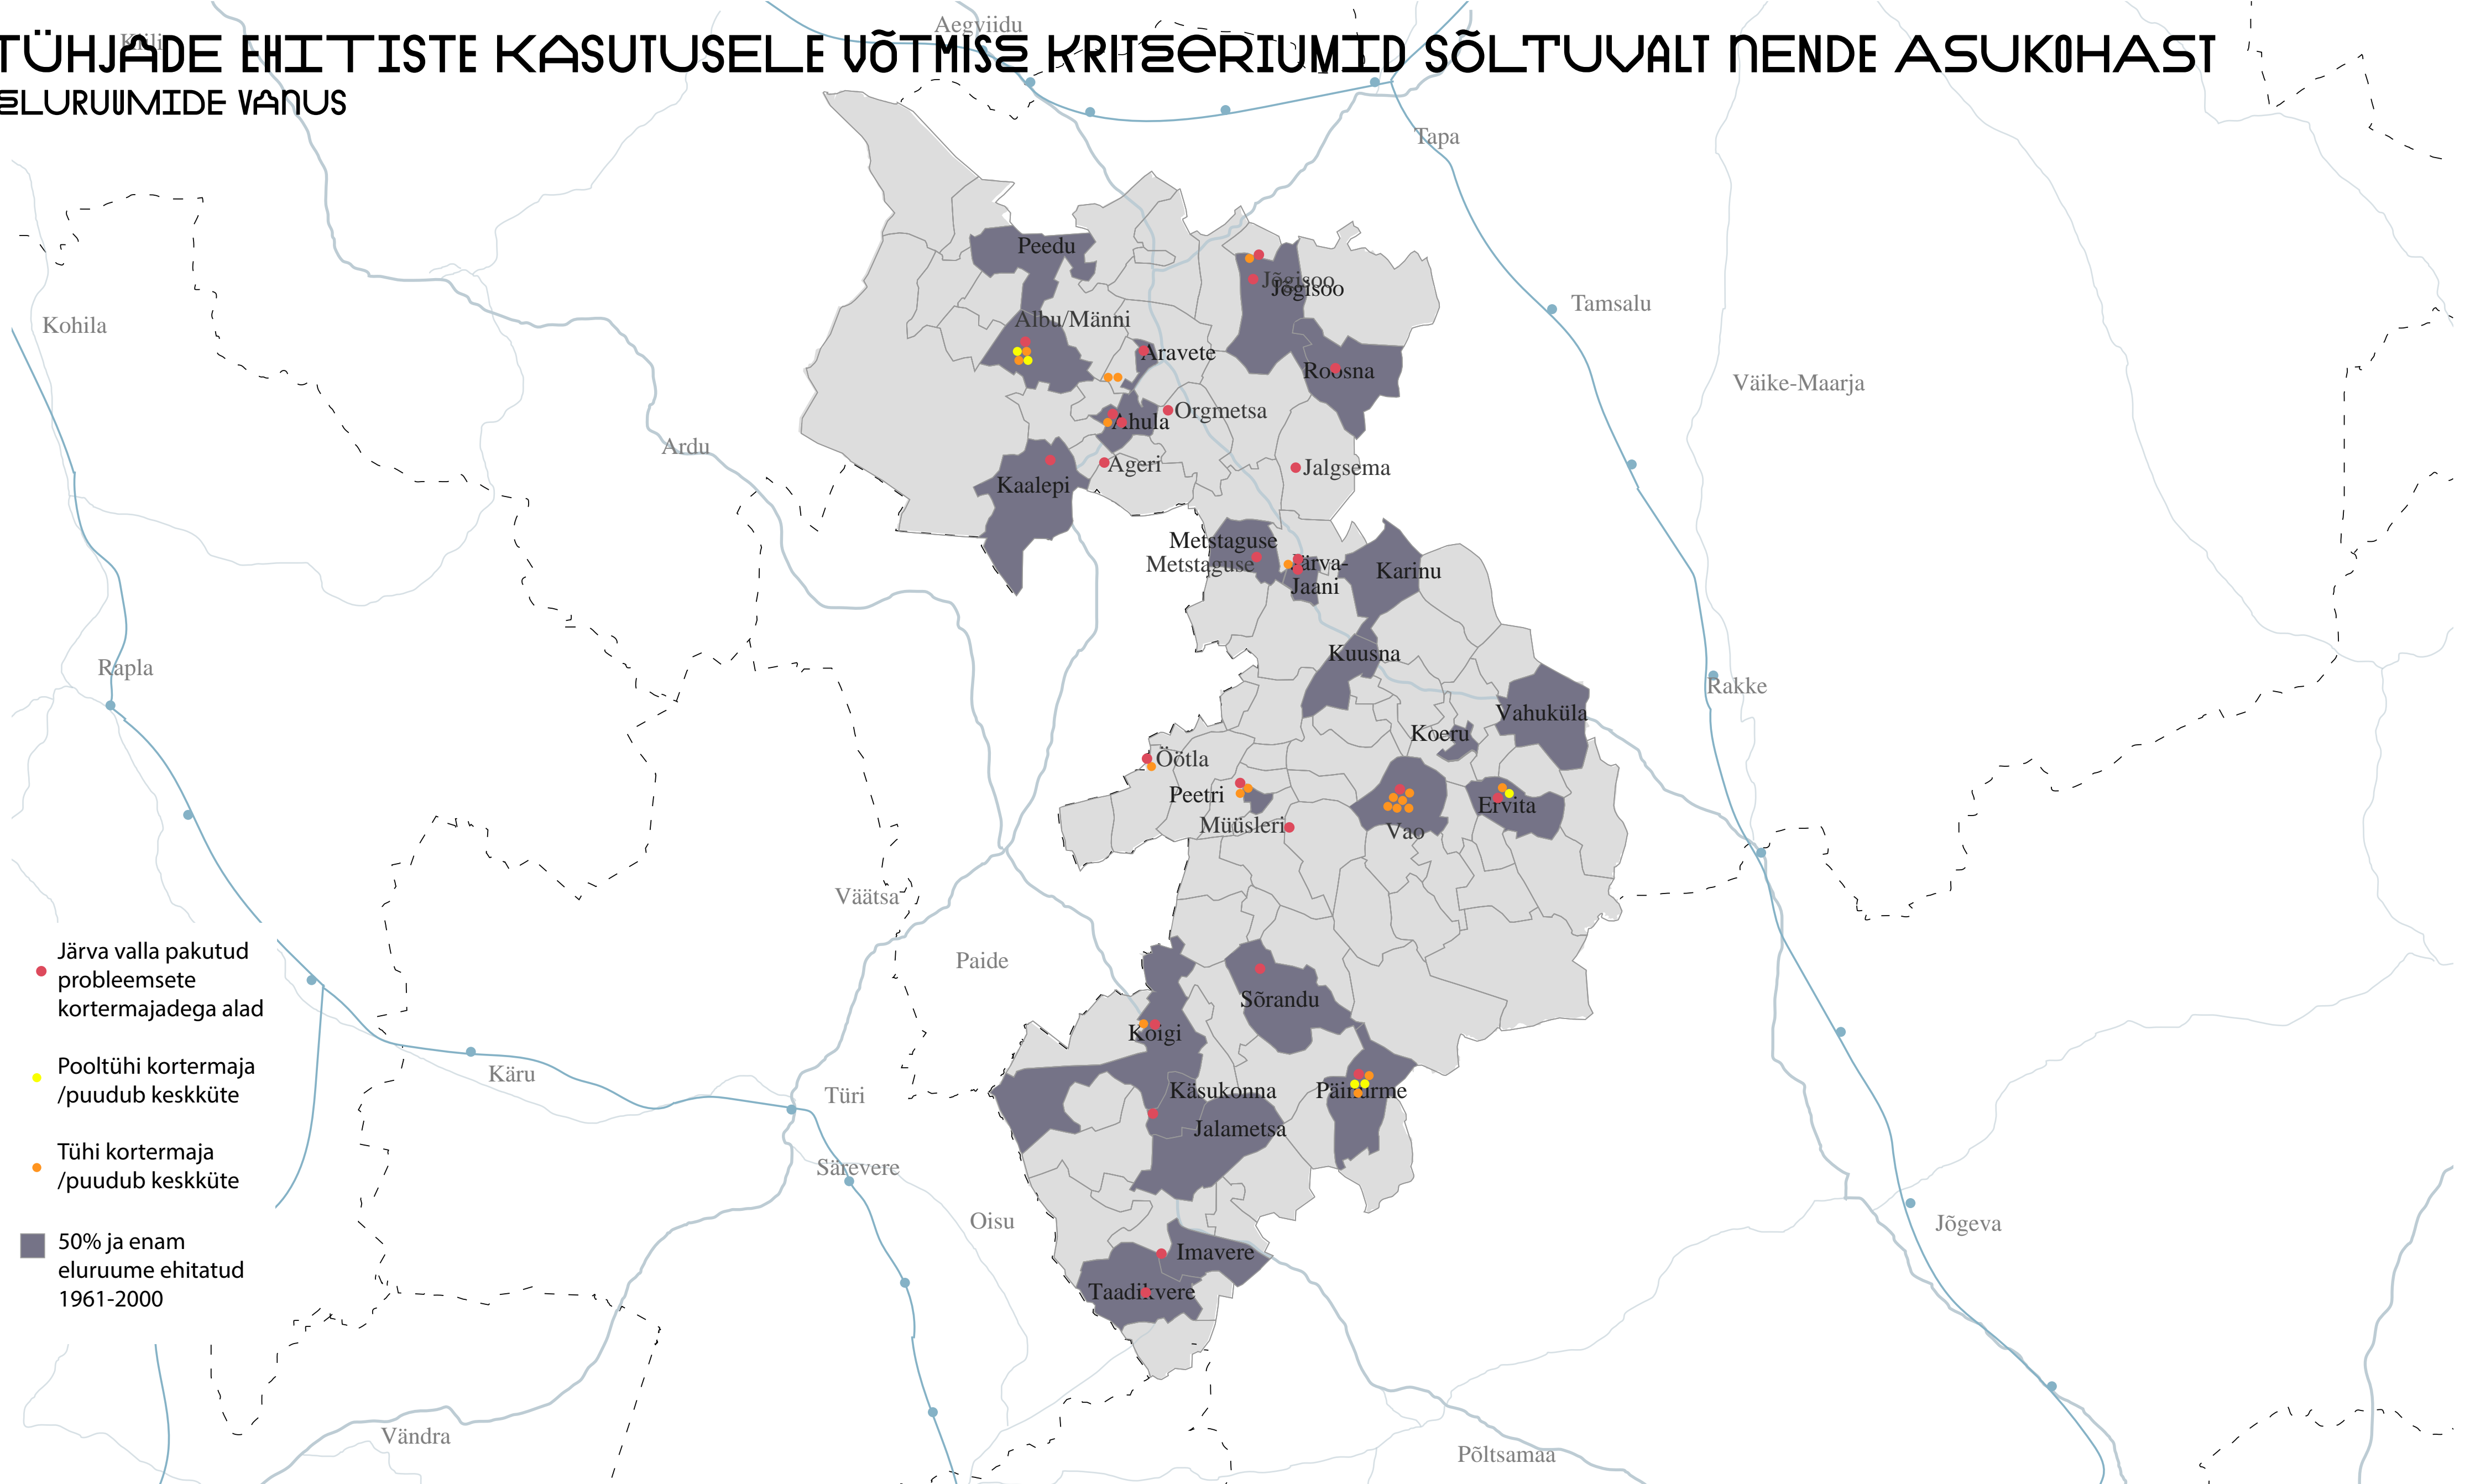 Aegviidu
TÜHJADE EHITISTE KASUTUSELE VÕTMISE KRITEERIUMID SÕLTUVALT NENDE ASUKOHAST
ELURUUMIDE VANUS
Tapa
Peedu
Jõgisoo
Jõgisoo
Tamsalu
Kohila
Albu/Männi
Aravete
Roosna
Väike-Maarja
Orgmetsa
Ahula
Ardu
Ageri
Jalgsema
Kaalepi
Metstaguse
Metstaguse
Järva-
Jaani
Karinu
Kuusna
Rapla
Rakke
Vahuküla
Koeru
Öötla
Peetri
Ervita
Müüsleri
Vao
Väätsa
Paide
Järva valla pakutud
probleemsete
kortermajadega alad
Sõrandu
Koigi
Pooltühi kortermaja
/puudub keskküte
Käru
Türi
Käsukonna
Päinurme
Jalametsa
Tühi kortermaja
/puudub keskküte
Särevere
Oisu
Jõgeva
50% ja enam
eluruume ehitatud
1961-2000
Imavere
Taadikvere
Vändra
Põltsamaa